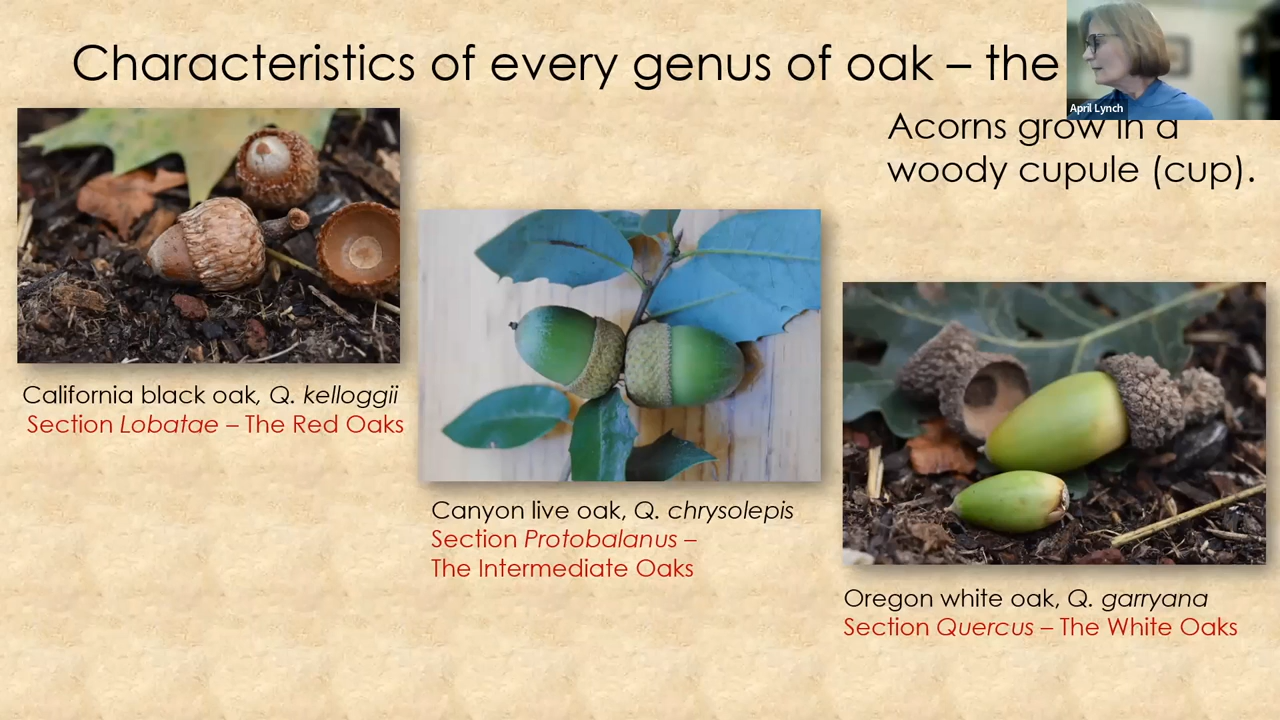 Characteristics of every genus of oak – the
April Lynch
Acorns grow in a
woody cupule (cup).
California black oak, Q. kelloggii
Section Lobatae – The Red Oaks
Canyon live oak, Q. chrysolepis
Section Protobalanus –
The Intermediate Oaks
Oregon white oak, Q. garryana
Section Quercus – The White Oaks